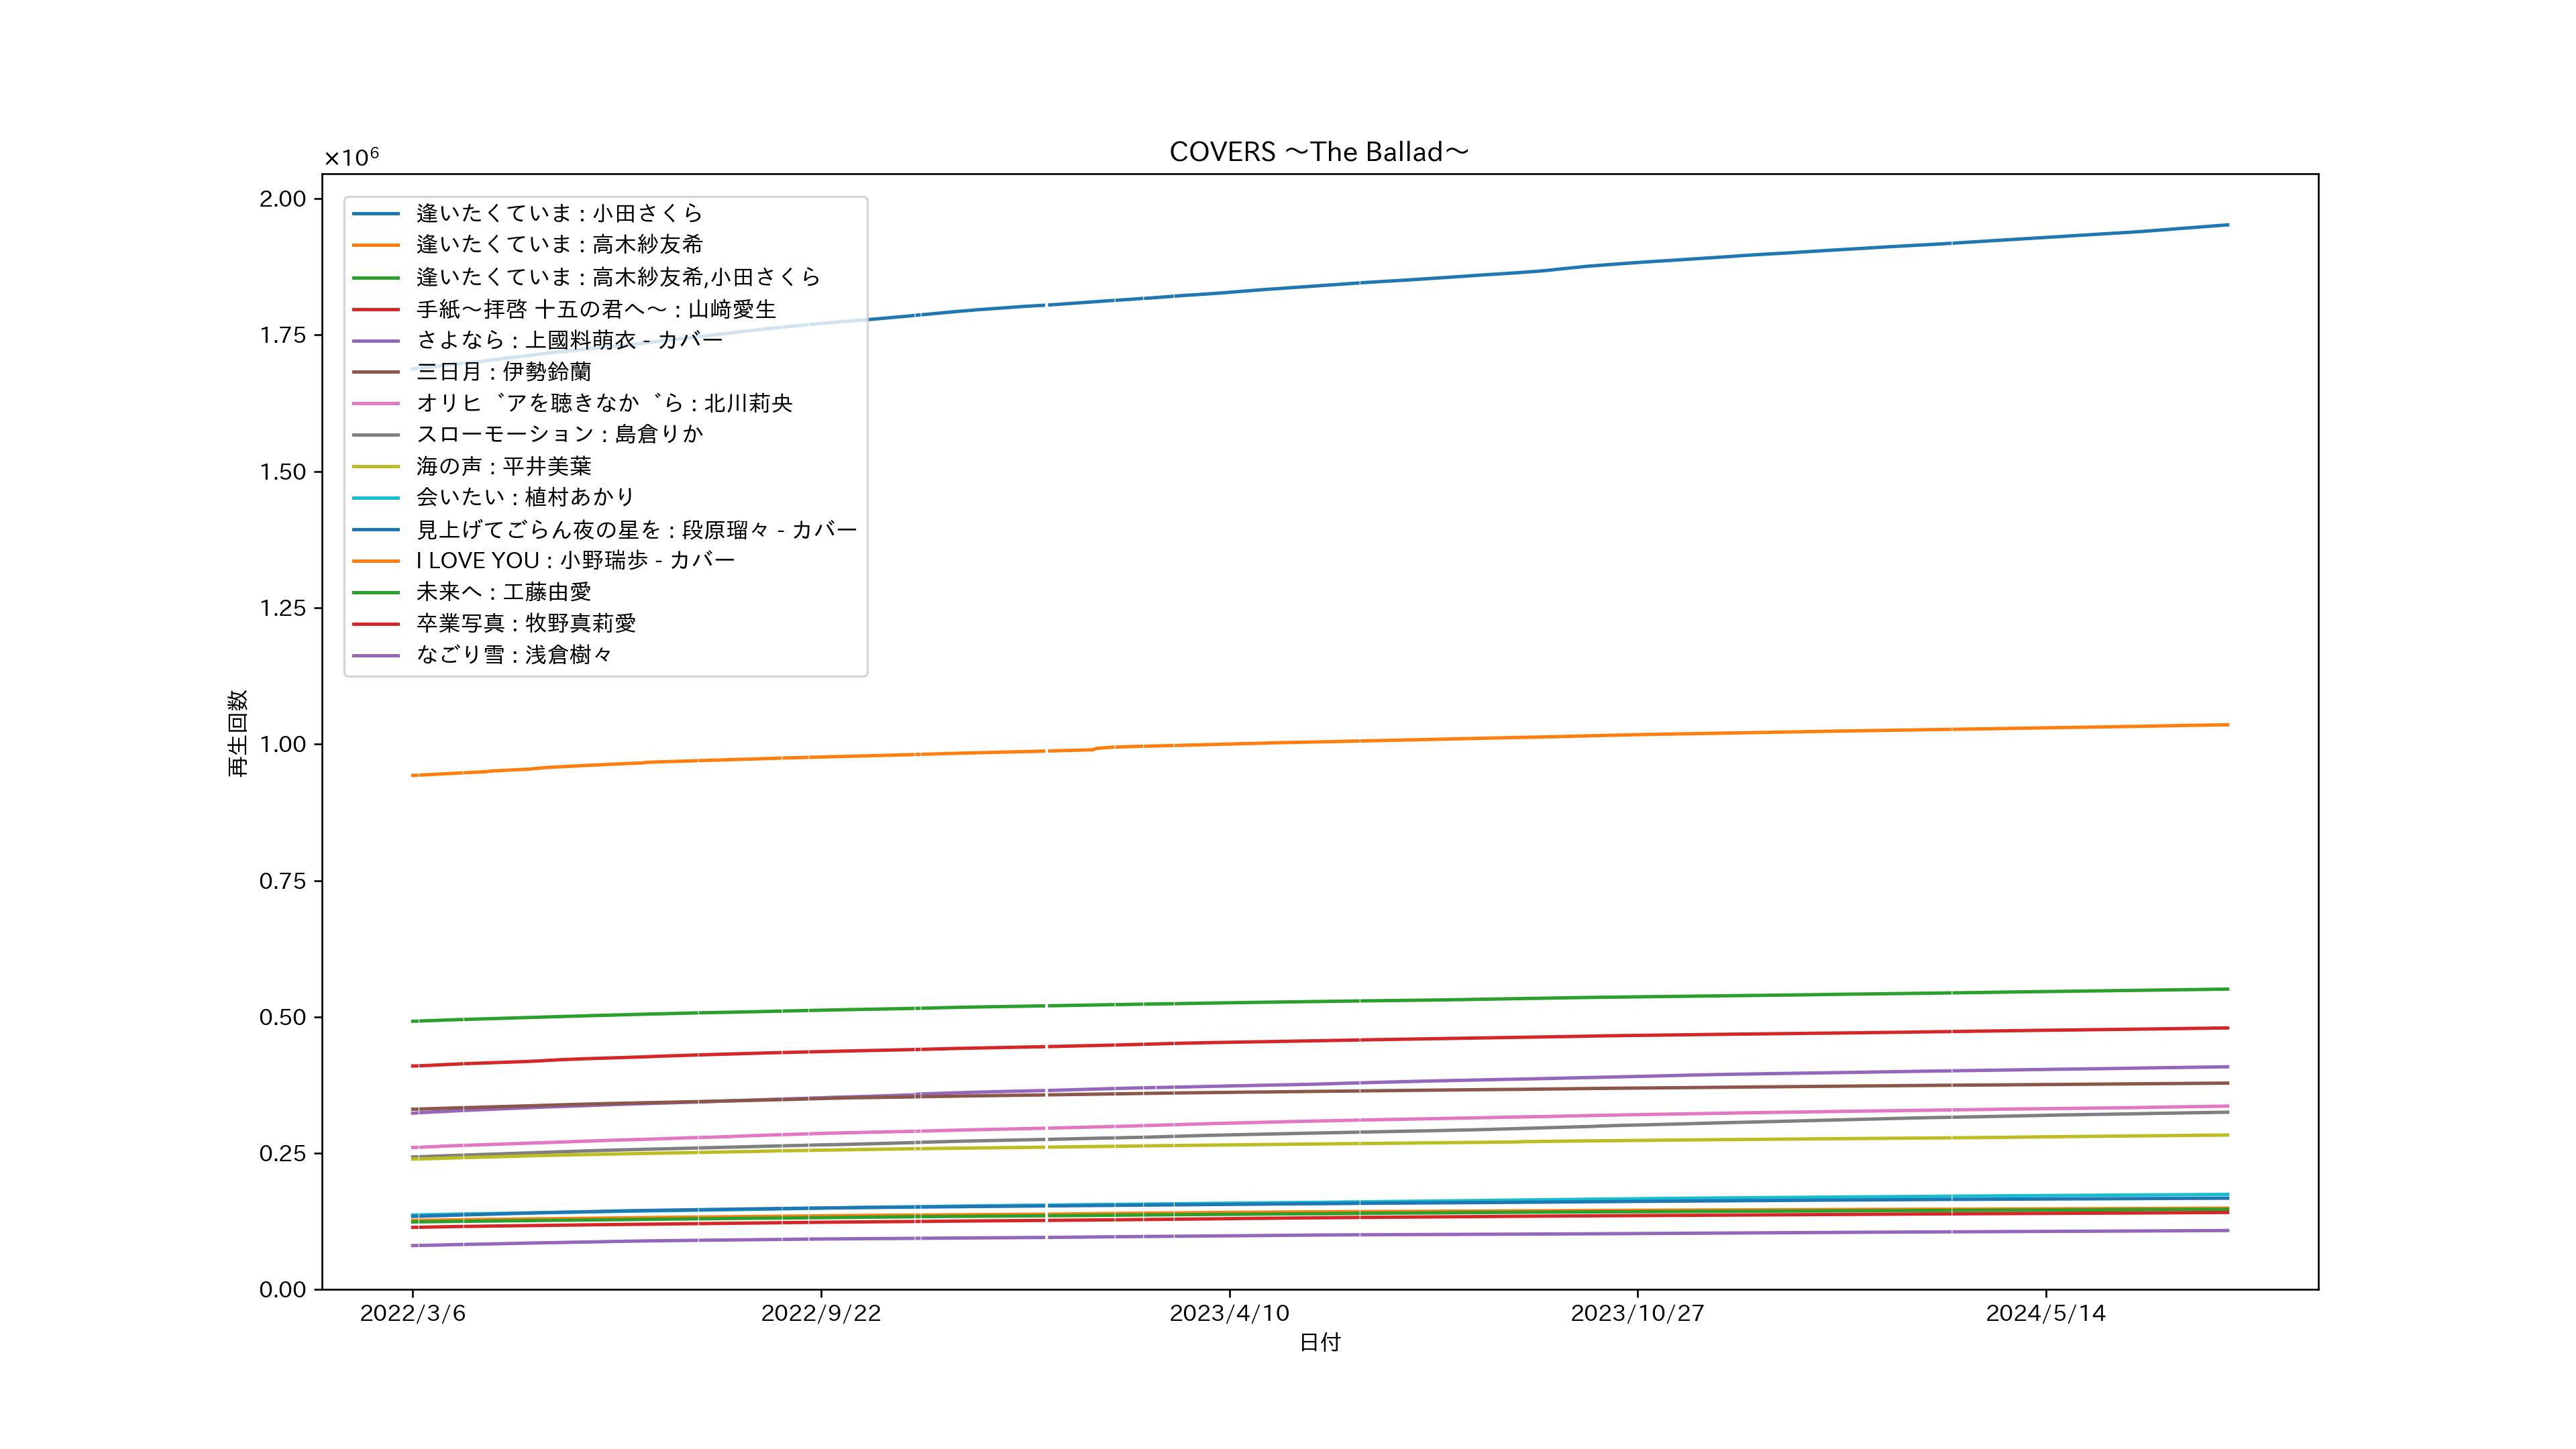 COVERS ～The Ballad～
×10⁶
2.00
1.75
1.50
1.25
1.00
0.75
0.50
0.25
0.00
再生回数
逢いたくていま : 小田さくら
逢いたくていま : 高木紗友希
逢いたくていま : 高木紗友希,小田さくら
手紙～拝啓 十五の君へ～ : 山﨑愛生
さよなら : 上國料萌衣 - カバー
三日月 : 伊勢鈴蘭
オリヒ゛アを聴きなか゛ら : 北川莉央
スローモーション : 島倉りか
海の声 : 平井美葉
会いたい : 植村あかり
見上げてごらん夜の星を : 段原瑠々 - カバー
I LOVE YOU : 小野瑞歩 - カバー
未来へ : 工藤由愛
卒業写真 : 牧野真莉愛
なごり雪 : 浅倉樹々
2022/3/6
2022/9/22
2023/4/10
2023/10/27
2024/5/14
日付